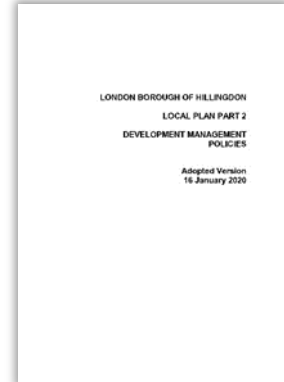 LONDON BOROUGH OF HILLINGDON
LOCAL PLAN PART 2
DEVELOPMENT MANAGEMENT
POLICIES
Adopted Version
16 January 2020